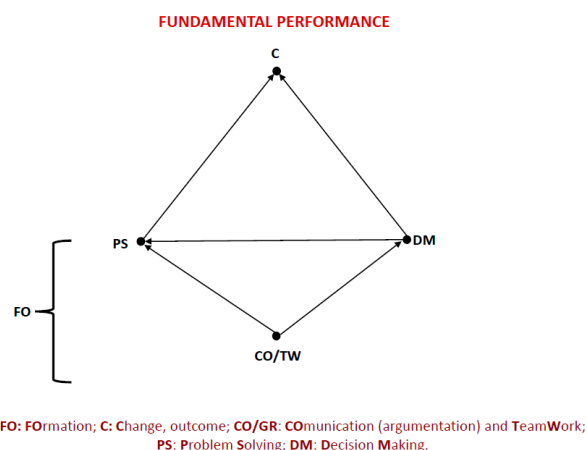 FUNDAMENTAL PERFORMANCE
C
PS
DM
FO
CO/TW
FO: FOrmation; C: Change, outcome; CO/GR: COmunication (argumentation) and TeamWork;
PS: Problem Solving; DM: Decision Making.